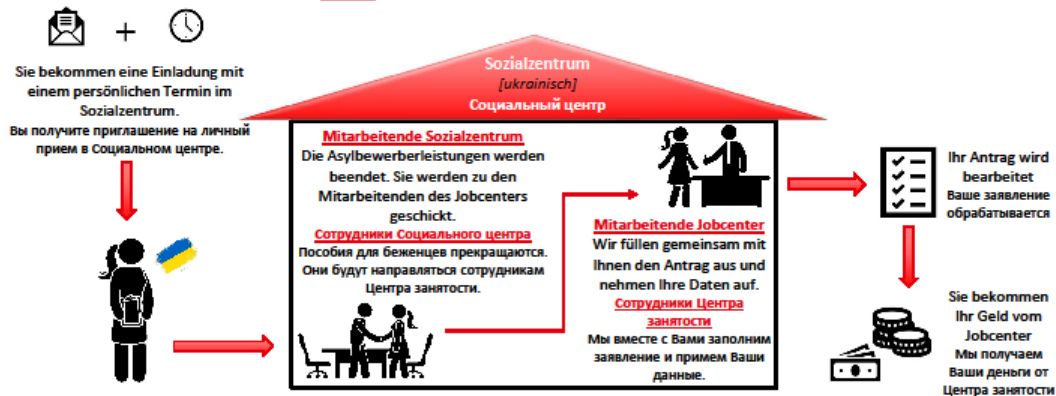 +
Sie bekommen eine Einladung mit
einem persönlichen Termin im
Sozialzentrum.
Вы получите приглашение на личный
прием в Социальном центре.
Sozialzentrum
[ukrainisch]
Социальный центр
Mitarbeitende Sozialzentrum
Die Asylbewerberleistungen werden
beendet. Sie werden zu den
Mitarbeitenden des Jobcenters
geschickt.
Сотрудники Социального центра
Пособия для беженцев прекращаются.
Они будут направляться сотрудникам
Центра занятости.
Mitarbeitende Jobcenter
Wir füllen gemeinsam mit
Ihnen den Antrag aus und
nehmen Ihre Daten auf.
Сотрудники Центра
занятости
Мы вместе с Вами заполним
заявление и примем Ваши
данные.
Ihr Antrag wird
bearbeitet
Ваше заявление
обрабатывается
Sie bekommen
Ihr Geld vom
Jobcenter
Мы получаем
Ваши деньги от
Центра занятости